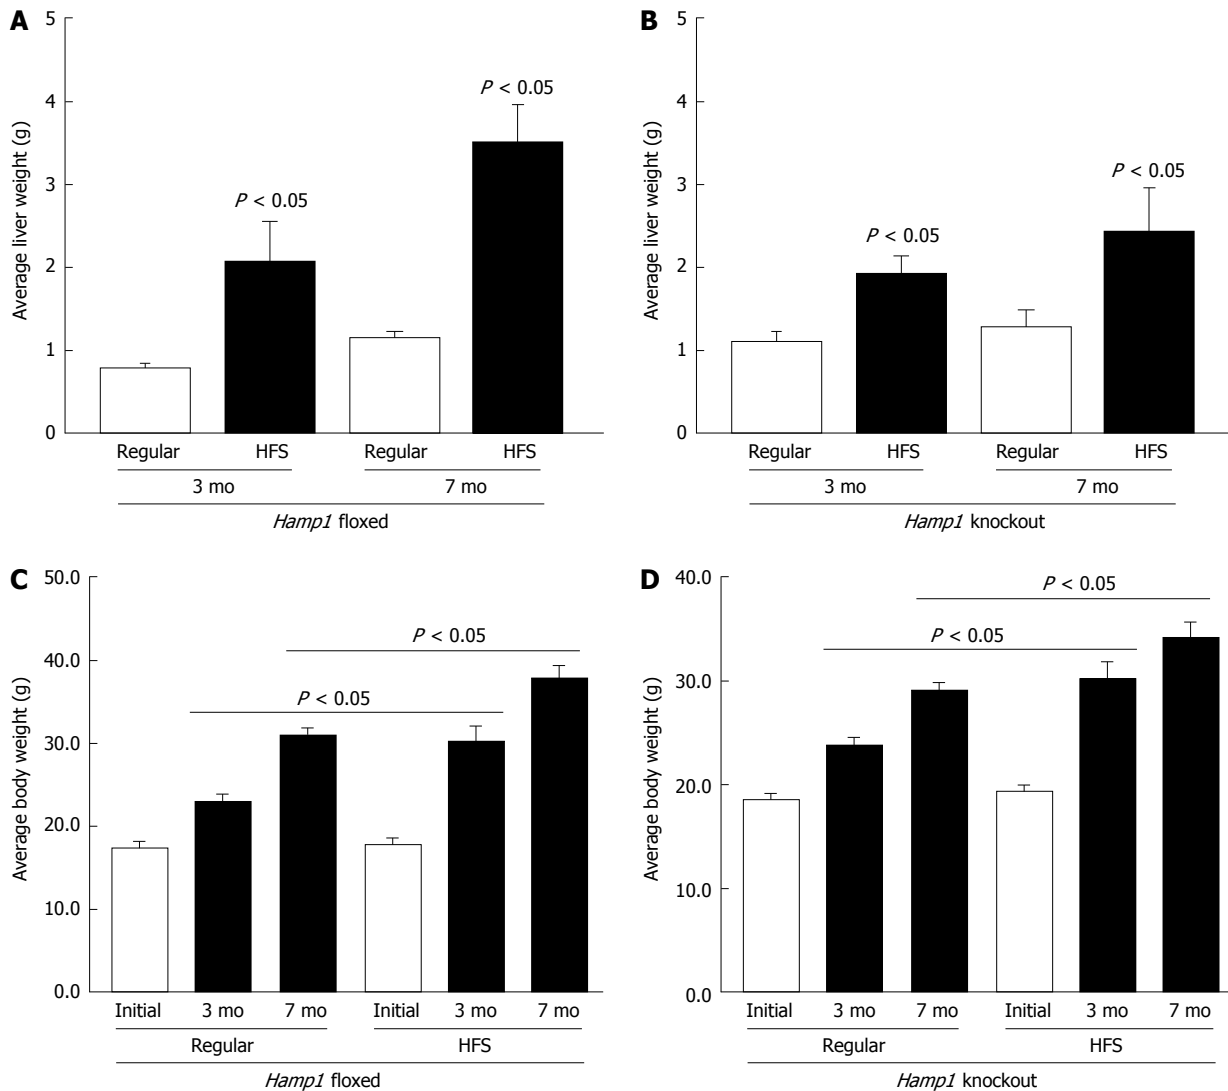 A
Average liver weight (g)
5
4
3
2
1
0
P < 0.05
P < 0.05
Regular HFS Regular HFS
3 mo 7 mo
Hamp1 floxed
B
Average liver weight (g)
5
4
3
2
1
0
P < 0.05
P < 0.05
Regular HFS Regular HFS
3 mo 7 mo
Hamp1 knockout
C
Average body weight (g)
50.0
40.0
30.0
20.0
10.0
0.0
P < 0.05
P < 0.05
Initial 3 mo 7 mo Initial 3 mo 7 mo
Regular HFS
Hamp1 floxed
D
Average body weight (g)
40.0
30.0
20.0
10.0
0.0
P < 0.05
P < 0.05
Initial 3 mo 7 mo Initial 3 mo 7 mo
Regular HFS
Hamp1 knockout